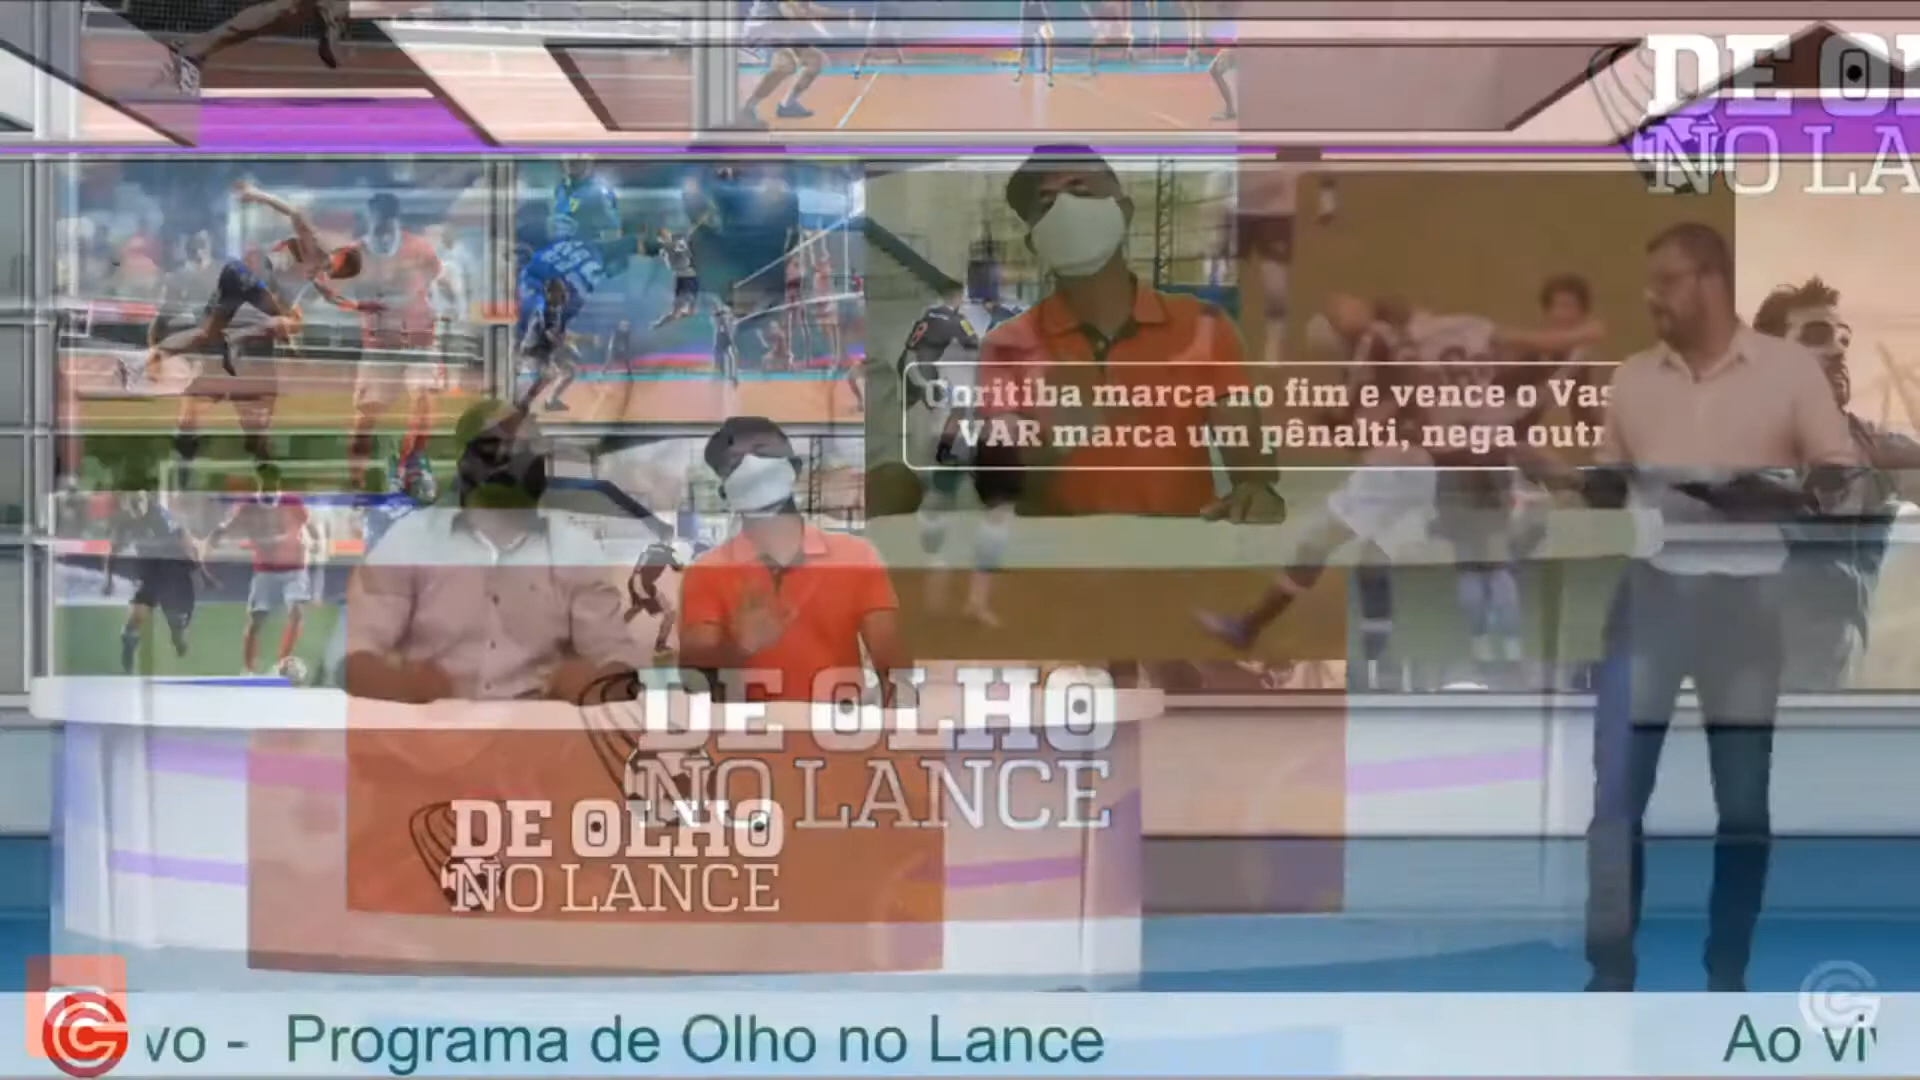 DE OL
NO LA
Coritiba marca no fim e vence o Vas
VAR marca um pênalti, nega outr
DE OLHO
NO LANCE
DE OLHO
NO LANCE
vo - Programa de Olho no Lance
Ao viv